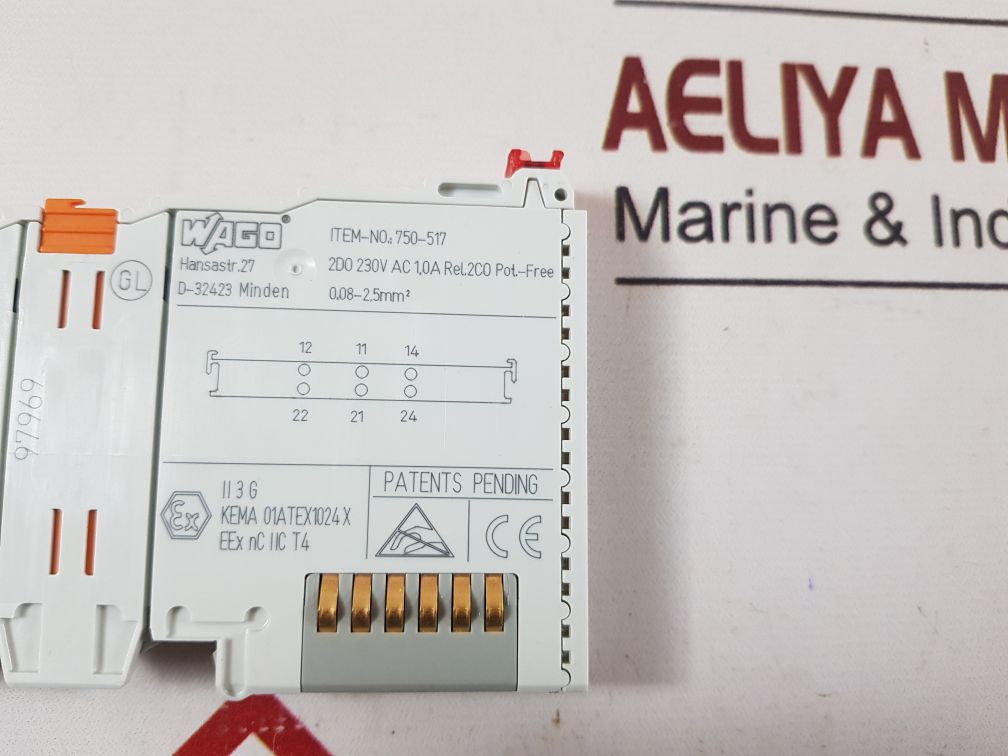 AELIYA M
Marine &
WAGO®
ITEM-NO.: 750-517
Hansastr.27
2DO 230V AC 1,0A Rel.2CO Pot.-Free
D-32423 Minden
0,08-2,5mm²
GL
12 11 14
22 21 24
97969
II 3 G
KEMA 01ATEX1024 X
EEx nC IIC T4
Ex
PATENTS PENDING
CE